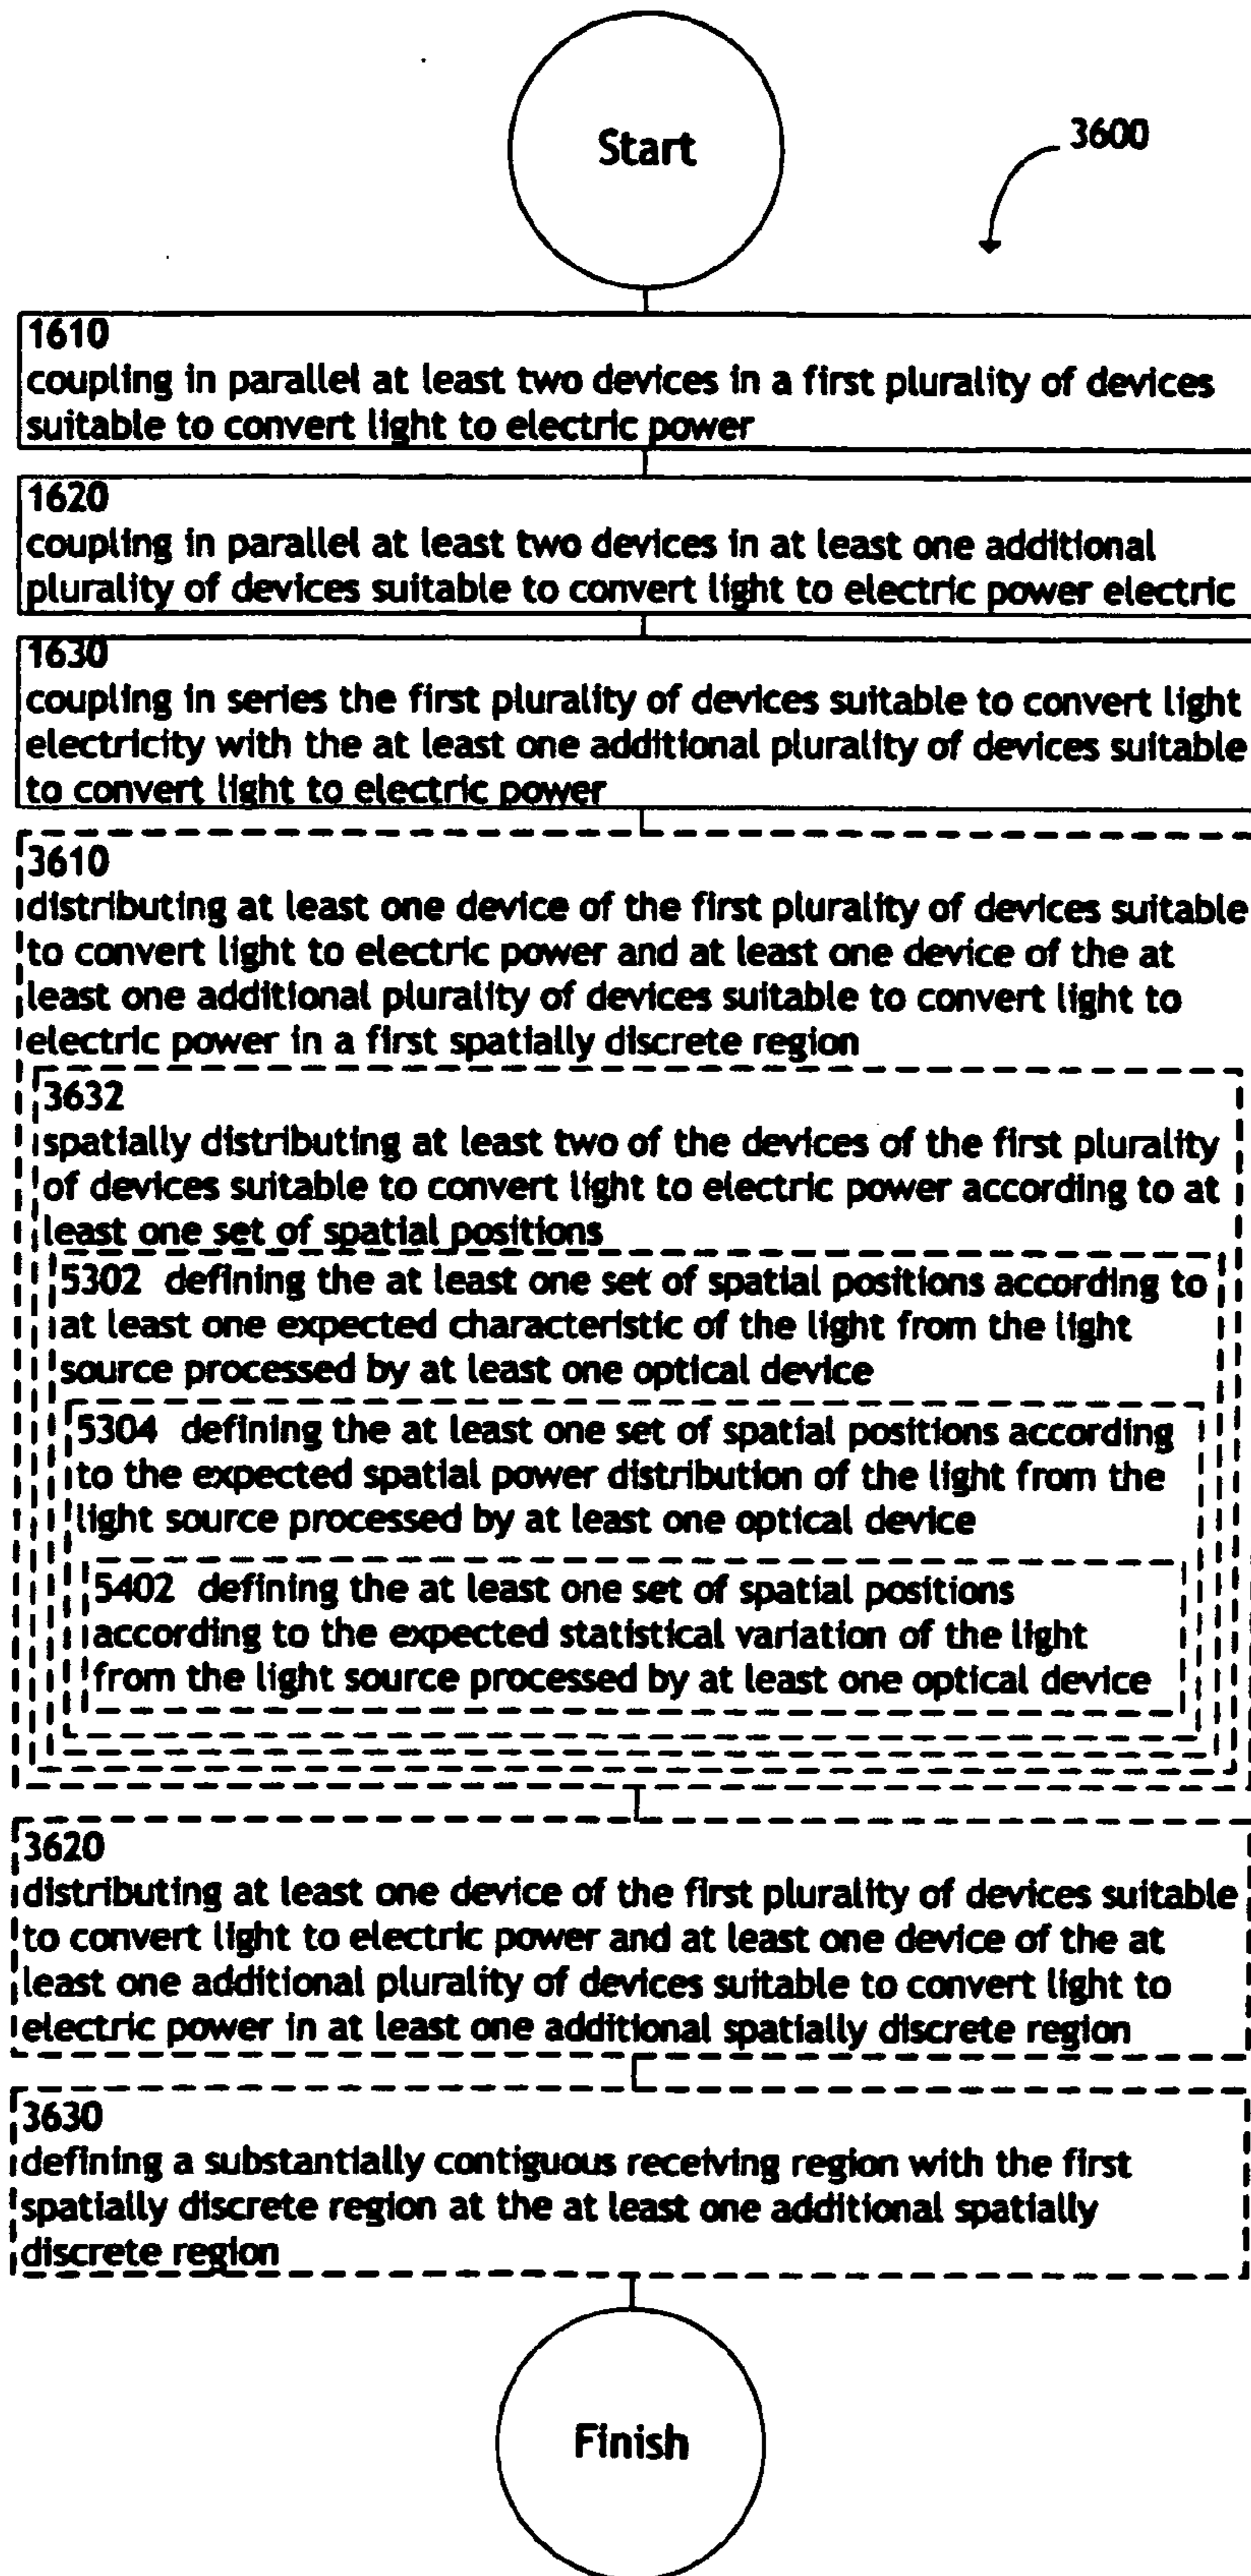 Start
3600
1610
coupling in parallel at least two devices in a first plurality of devices
suitable to convert light to electric power
1620
coupling in parallel at least two devices in at least one additional
plurality of devices suitable to convert light to electric power electric
1630
coupling in series the first plurality of devices suitable to convert light
electricity with the at least one additional plurality of devices suitable
to convert light to electric power
3610
distributing at least one device of the first plurality of devices suitable
to convert light to electric power and at least one device of the at
least one additional plurality of devices suitable to convert light to
electric power in a first spatially discrete region
3632
spatially distributing at least two of the devices of the first plurality
of devices suitable to convert light to electric power according to at
least one set of spatial positions
5302 defining the at least one set of spatial positions according to
at least one expected characteristic of the light from the light
source processed by at least one optical device
5304 defining the at least one set of spatial positions according
to the expected spatial power distribution of the light from the
light source processed by at least one optical device
5402 defining the at least one set of spatial positions
according to the expected statistical variation of the light
from the light source processed by at least one optical device
3620
distributing at least one device of the first plurality of devices suitable
to convert light to electric power and at least one device of the at
least one additional plurality of devices suitable to convert light to
electric power in at least one additional spatially discrete region
3630
defining a substantially contiguous receiving region with the first
spatially discrete region at the at least one additional spatially
discrete region
Finish